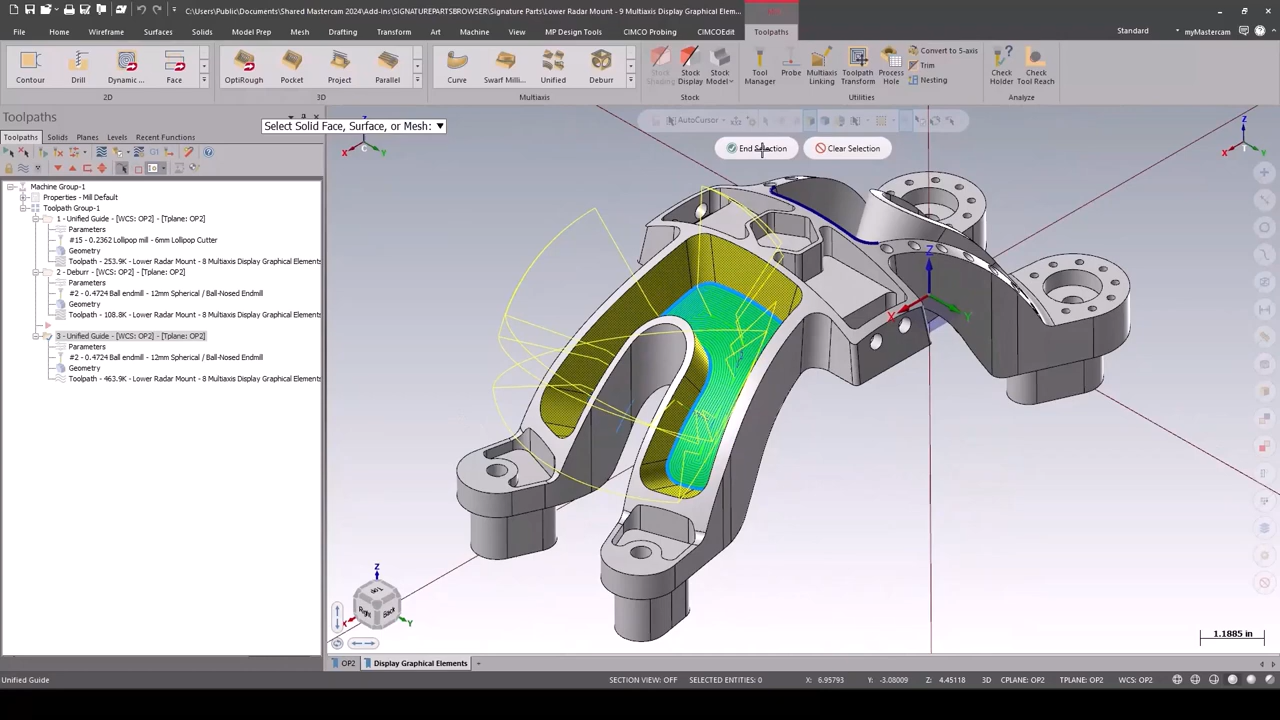 C:\Users\Public\Documents\Shared Mastercam 2024\Add-Ins\SIGNATUREPARTSBROWSER\Signature Parts\Lower Radar Mount - 9 Multiaxis Display Graphical Elem...
File Home Wireframe Surfaces Solids Model Prep Mesh Drafting Transform Art Machine View MP Design Tools CIMCO Probing CIMCOEdit Toolpaths Standard myMastercam
Contour Drill Dynamic ... Face OptiRough Pocket Project Parallel Curve Swarf Milli... Unified Deburr Stock Shading Stock Display Stock Model Tool Manager Probe Multiaxis Linking Toolpath Transform Process Hole Convert to 5-axis Trim Nesting Check Holder Check Tool Reach
2D 3D Multiaxis Stock Utilities Analyze
Toolpaths
Select Solid Face, Surface, or Mesh:
AutoCursor
Toolpaths Solids Planes Levels Recent Functions
End Selection Clear Selection
Machine Group-1
Properties - Mill Default
Toolpath Group-1
1 - Unified Guide - [WCS: OP2] - [Tplane: OP2]
Parameters
#15 - 0.2362 Lollipop mill - 6mm Lollipop Cutter
Geometry
Toolpath - 253.9K - Lower Radar Mount - 8 Multiaxis Display Graphical Elements
2 - Deburr - [WCS: OP2] - [Tplane: OP2]
Parameters
#2 - 0.4724 Ball endmill - 12mm Spherical / Ball-Nosed Endmill
Geometry
Toolpath - 108.8K - Lower Radar Mount - 8 Multiaxis Display Graphical Elements
3 - Unified Guide - [WCS: OP2] - [Tplane: OP2]
Parameters
#2 - 0.4724 Ball endmill - 12mm Spherical / Ball-Nosed Endmill
Geometry
Toolpath - 463.9K - Lower Radar Mount - 8 Multiaxis Display Graphical Elements
Z
X Y
Z
X Y
Z
X Y
Z
Top
Right Back
X Y
1.1885 in
OP2 Display Graphical Elements +
Unified Guide SECTION VIEW: OFF SELECTED ENTITIES: 0 X: 6.95793 Y: -3.08009 Z: 4.45118 3D CPLANE: OP2 TPLANE: OP2 WCS: OP2